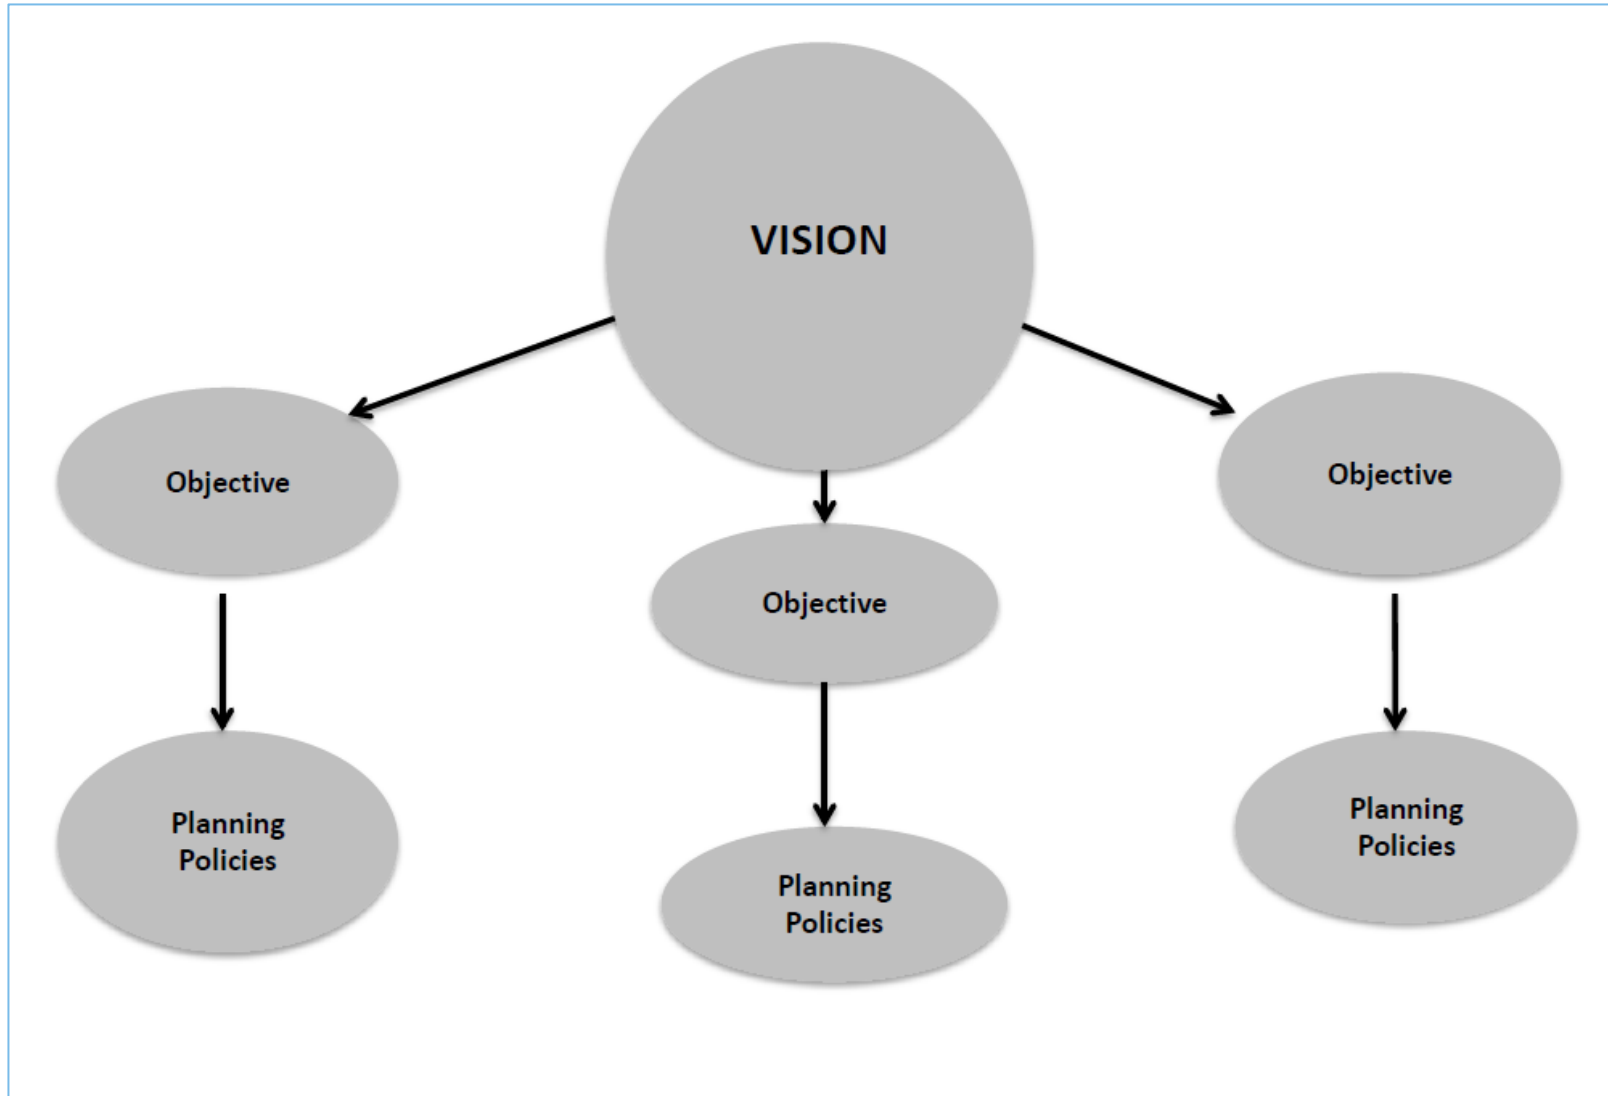 VISION
Objective
Objective
Objective
Planning
Policies
Planning
Policies
Planning
Policies